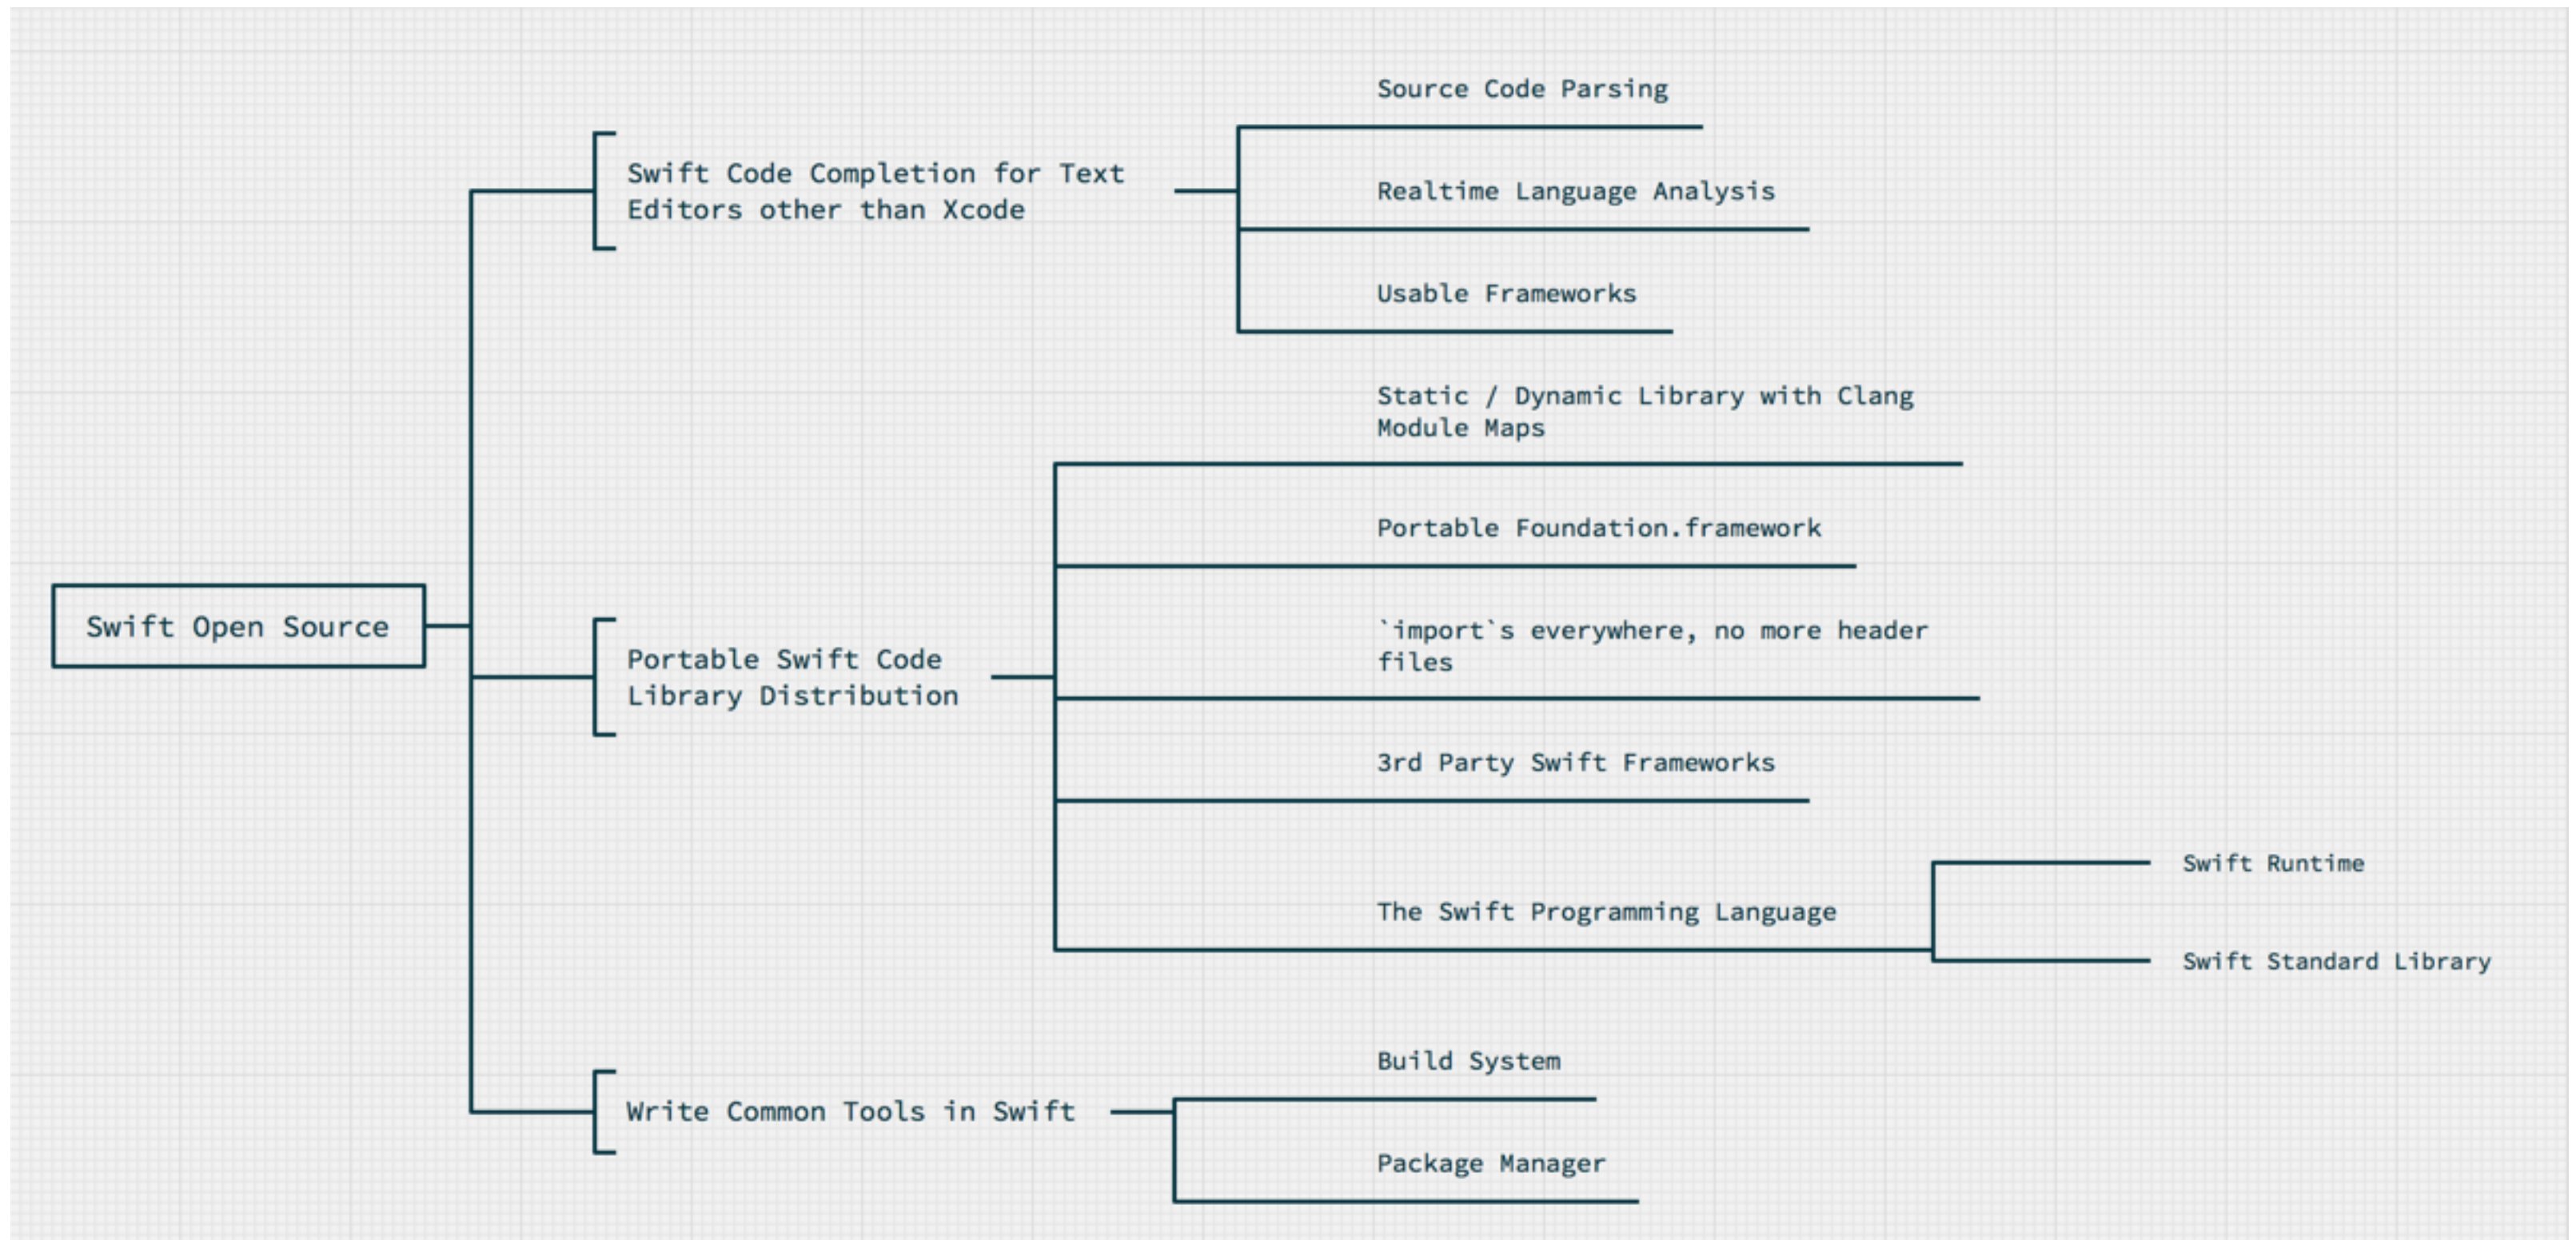 Swift Open Source
Swift Code Completion for Text
Editors other than Xcode
Source Code Parsing
Realtime Language Analysis
Usable Frameworks
Portable Swift Code
Library Distribution
Static / Dynamic Library with Clang
Module Maps
Portable Foundation.framework
`import`s everywhere, no more header
files
3rd Party Swift Frameworks
The Swift Programming Language
Swift Runtime
Swift Standard Library
Write Common Tools in Swift
Build System
Package Manager